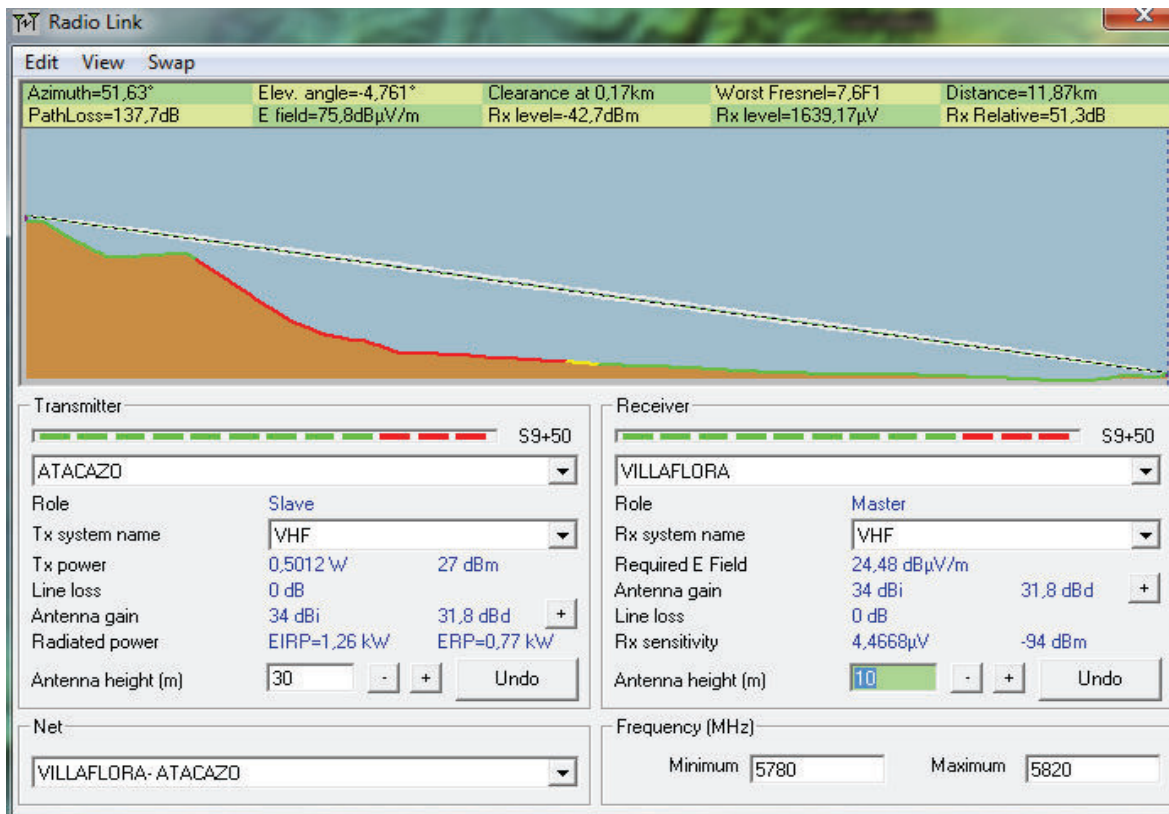 Radio Link
X
Edit View Swap
Azimuth=51,63° Elev. angle=-4,761° Clearance at 0,17km Worst Fresnel=7,6F1 Distance=11,87km
PathLoss=137,7dB E field=75,8dBµV/m Rx level=-42,7dBm Rx level=1639,17µV Rx Relative=51,3dB
Transmitter
S9+50
ATACAZO
Role Slave
Tx system name VHF
Tx power 0,5012 W 27 dBm
Line loss 0 dB
Antenna gain 34 dBi 31,8 dBd +
Radiated power EIRP=1,26 kW ERP=0,77 kW
Antenna height (m) 30 - + Undo
Receiver
S9+50
VILLAFLORA
Role Master
Rx system name VHF
Required E Field 24,48 dBµV/m
Antenna gain 34 dBi 31,8 dBd +
Line loss 0 dB
Rx sensitivity 4,4668µV -94 dBm
Antenna height (m) 10 - + Undo
Net
VILLAFLORA- ATACAZO
Frequency (MHz)
Minimum 5780 Maximum 5820